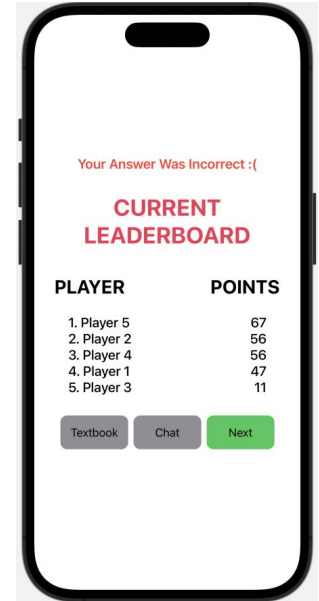 Your Answer Was Incorrect :(
CURRENT
LEADERBOARD
PLAYER POINTS
1. Player 5 67
2. Player 2 56
3. Player 4 56
4. Player 1 47
5. Player 3 11
Textbook Chat Next